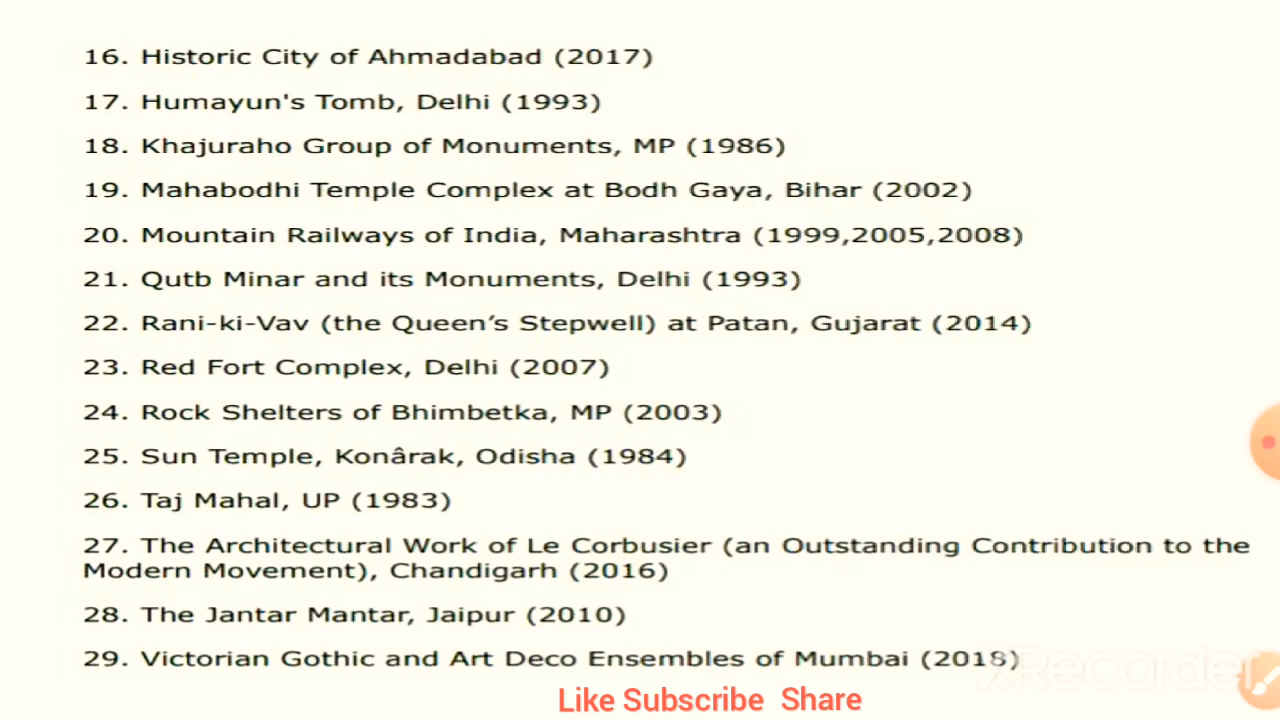 16. Historic City of Ahmadabad (2017)
17. Humayun's Tomb, Delhi (1993)
18. Khajuraho Group of Monuments, MP (1986)
19. Mahabodhi Temple Complex at Bodh Gaya, Bihar (2002)
20. Mountain Railways of India, Maharashtra (1999,2005,2008)
21. Qutb Minar and its Monuments, Delhi (1993)
22. Rani-ki-Vav (the Queen’s Stepwell) at Patan, Gujarat (2014)
23. Red Fort Complex, Delhi (2007)
24. Rock Shelters of Bhimbetka, MP (2003)
25. Sun Temple, Konârak, Odisha (1984)
26. Taj Mahal, UP (1983)
27. The Architectural Work of Le Corbusier (an Outstanding Contribution to the
Modern Movement), Chandigarh (2016)
28. The Jantar Mantar, Jaipur (2010)
29. Victorian Gothic and Art Deco Ensembles of Mumbai (2018)
XRecorder
Like Subscribe Share